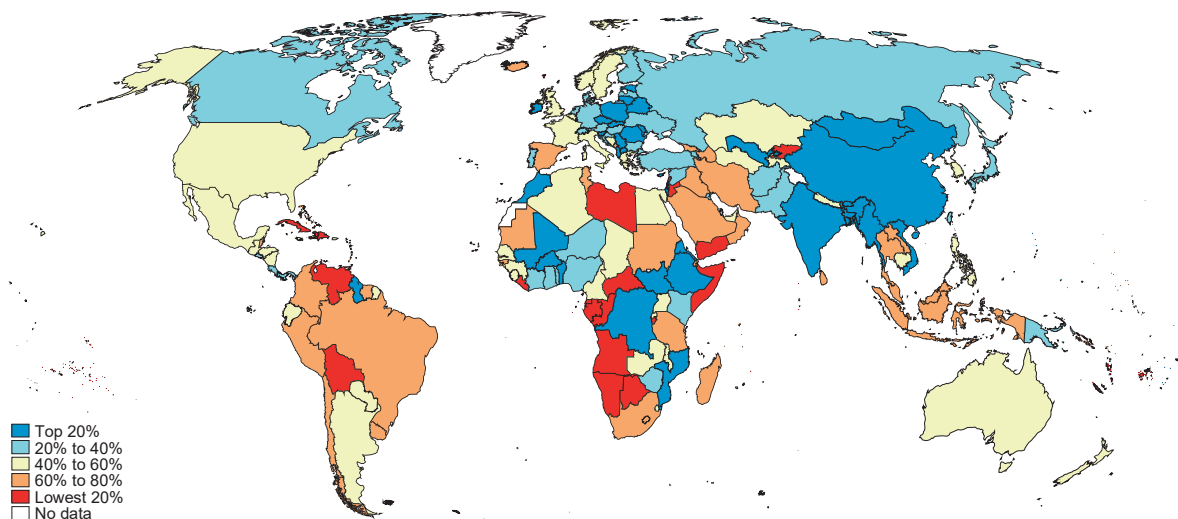 Top 20%
20% to 40%
40% to 60%
60% to 80%
Lowest 20%
No data